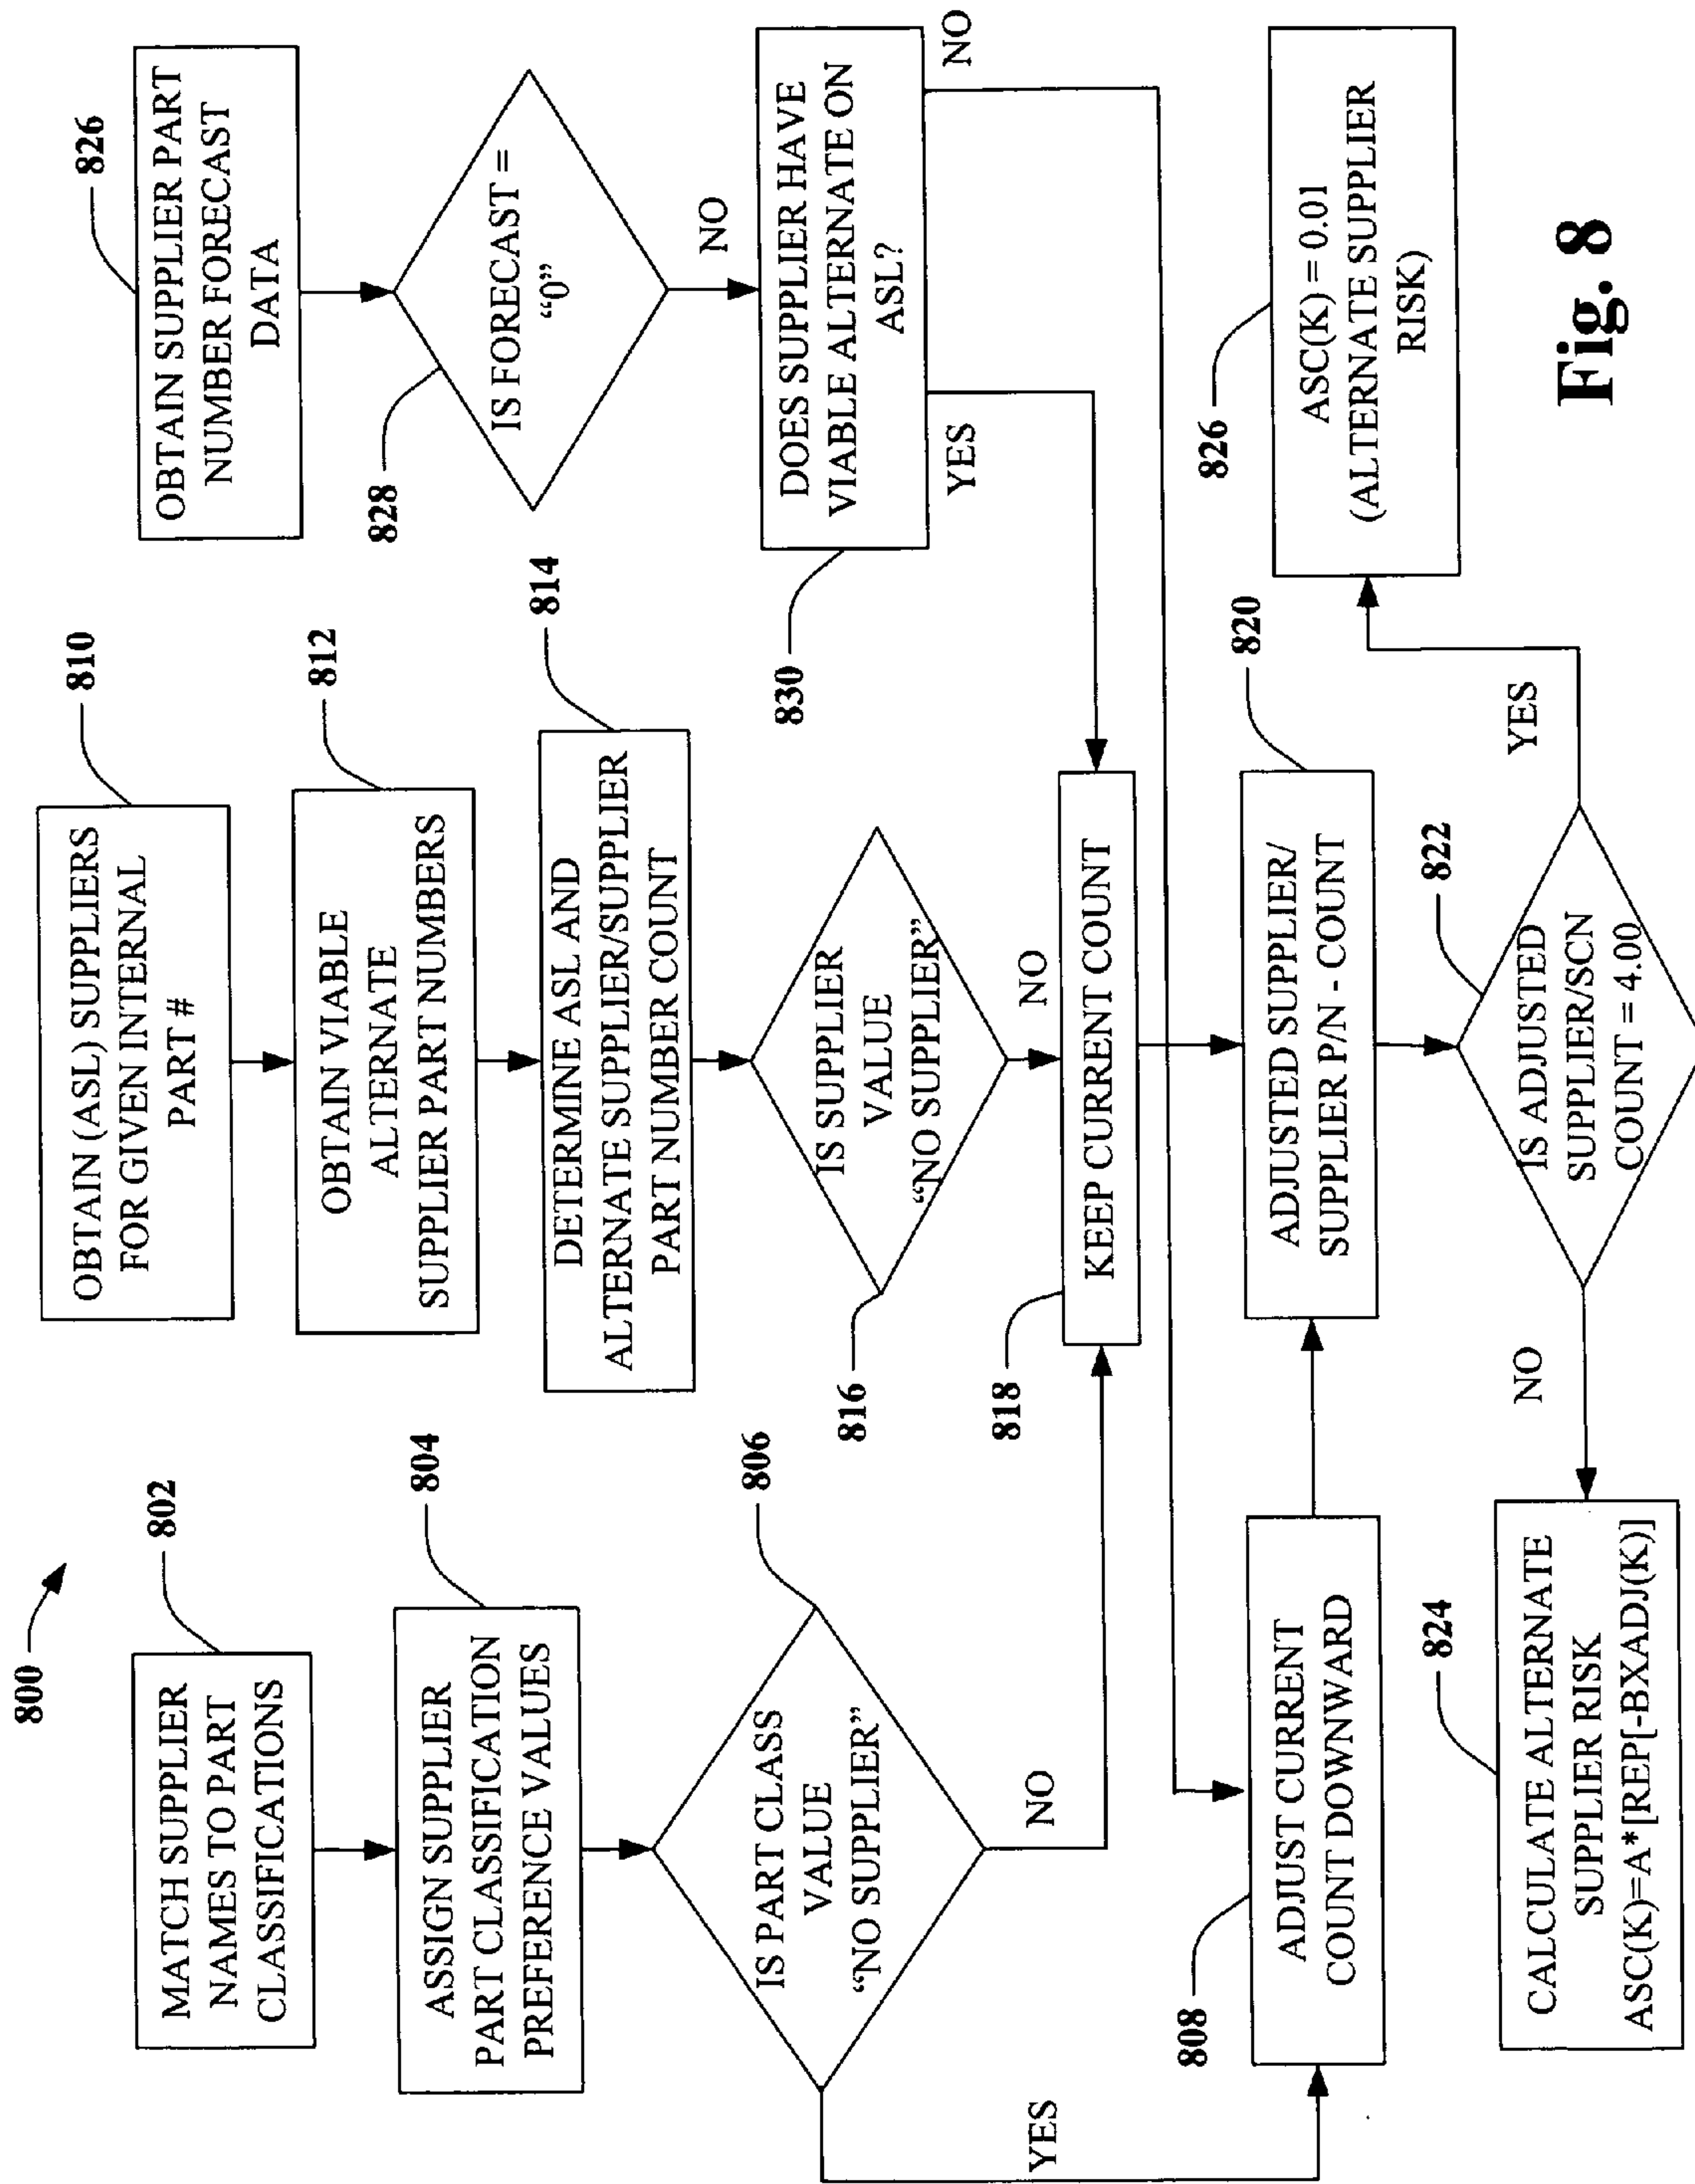 800
802
MATCH SUPPLIER
NAMES TO PART
CLASSIFICATIONS
804
ASSIGN SUPPLIER
PART CLASSIFICATION
PREFERENCE VALUES
806
IS PART CLASS
VALUE
“NO SUPPLIER”
NO
YES
808
ADJUST CURRENT
COUNT DOWNWARD
810
OBTAIN (ASL) SUPPLIERS
FOR GIVEN INTERNAL
PART #
812
OBTAIN VIABLE
ALTERNATE
SUPPLIER PART NUMBERS
814
DETERMINE ASL AND
ALTERNATE SUPPLIER/SUPPLIER
PART NUMBER COUNT
816
IS SUPPLIER
VALUE
“NO SUPPLIER”
NO
818
KEEP CURRENT COUNT
826
OBTAIN SUPPLIER PART
NUMBER FORECAST
DATA
828
IS FORECAST =
“0”
NO
830
DOES SUPPLIER HAVE
VIABLE ALTERNATE ON
ASL?
YES
NO
820
ADJUSTED SUPPLIER/
SUPPLIER P/N - COUNT
822
IS ADJUSTED
SUPPLIER/SCN
COUNT = 4.00
NO
YES
824
CALCULATE ALTERNATE
SUPPLIER RISK
ASC(K)=A*[REP[-BXADJ(K)]
826
ASC(K) = 0.01
(ALTERNATE SUPPLIER
RISK)
Fig. 8